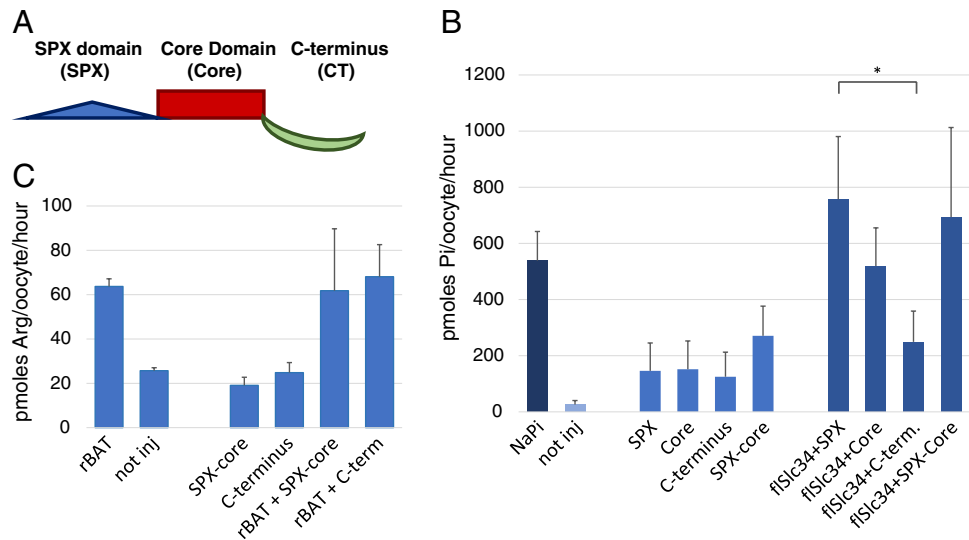 A
SPX domain Core Domain C-terminus
(SPX) (Core) (CT)
B
pmoles Pi/oocyte/hour
1200
1000
800
600
400
200
0
*
NaPi
not inj
SPX
Core
C-terminus
SPX-core
flSlc34+SPX
flSlc34+Core
flSlc34+C-term.
flSlc34+SPX-Core
C
pmoles Arg/oocyte/hour
100
80
60
40
20
0
rBAT
not inj
SPX-core
C-terminus
rBAT + SPX-core
rBAT + C-term